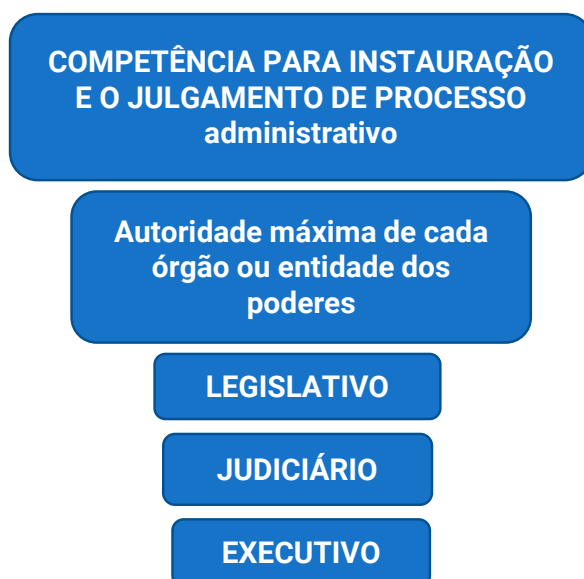 COMPETÊNCIA PARA INSTAURAÇÃO
E O JULGAMENTO DE PROCESSO
administrativo
Autoridade máxima de cada
órgão ou entidade dos
poderes
LEGISLATIVO
JUDICIÁRIO
EXECUTIVO